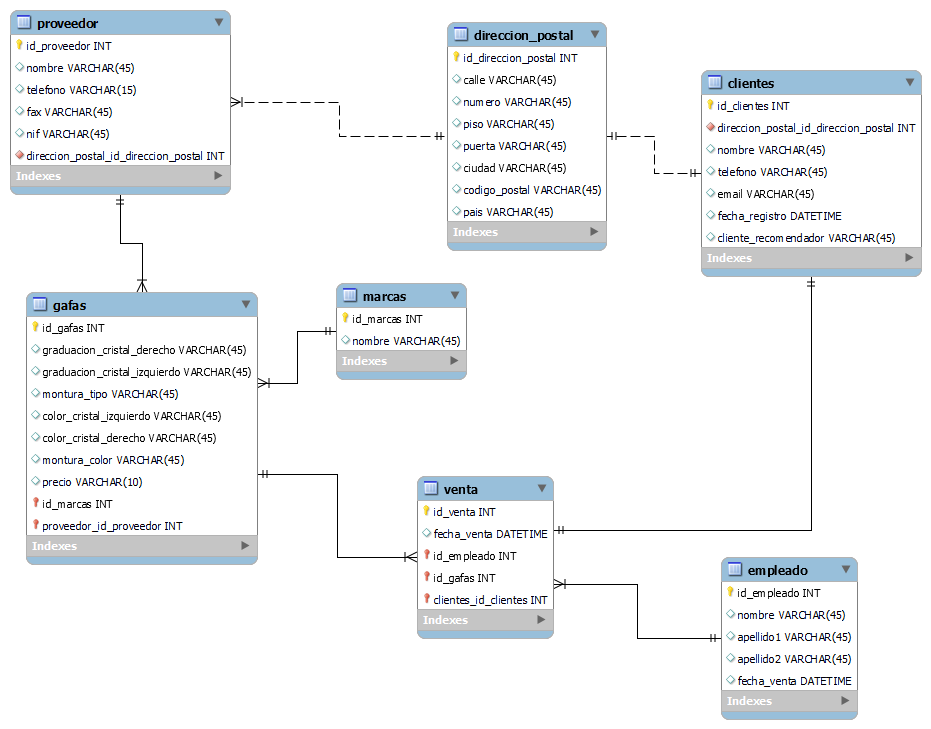 proveedor
id_proveedor INT
nombre VARCHAR(45)
telefono VARCHAR(15)
fax VARCHAR(45)
nif VARCHAR(45)
direccion_postal_id_direccion_postal INT
Indexes
direccion_postal
id_direccion_postal INT
calle VARCHAR(45)
numero VARCHAR(45)
piso VARCHAR(45)
puerta VARCHAR(45)
ciudad VARCHAR(45)
codigo_postal VARCHAR(45)
pais VARCHAR(45)
Indexes
clientes
id_clientes INT
direccion_postal_id_direccion_postal INT
nombre VARCHAR(45)
telefono VARCHAR(45)
email VARCHAR(45)
fecha_registro DATETIME
cliente_recomendador VARCHAR(45)
Indexes
gafas
id_gafas INT
graduacion_cristal_derecho VARCHAR(45)
graduacion_cristal_izquierdo VARCHAR(45)
montura_tipo VARCHAR(45)
color_cristal_izquierdo VARCHAR(45)
color_cristal_derecho VARCHAR(45)
montura_color VARCHAR(45)
precio VARCHAR(10)
id_marcas INT
proveedor_id_proveedor INT
Indexes
marcas
id_marcas INT
nombre VARCHAR(45)
Indexes
venta
id_venta INT
fecha_venta DATETIME
id_empleado INT
id_gafas INT
clientes_id_clientes INT
Indexes
empleado
id_empleado INT
nombre VARCHAR(45)
apellido1 VARCHAR(45)
apellido2 VARCHAR(45)
fecha_venta DATETIME
Indexes